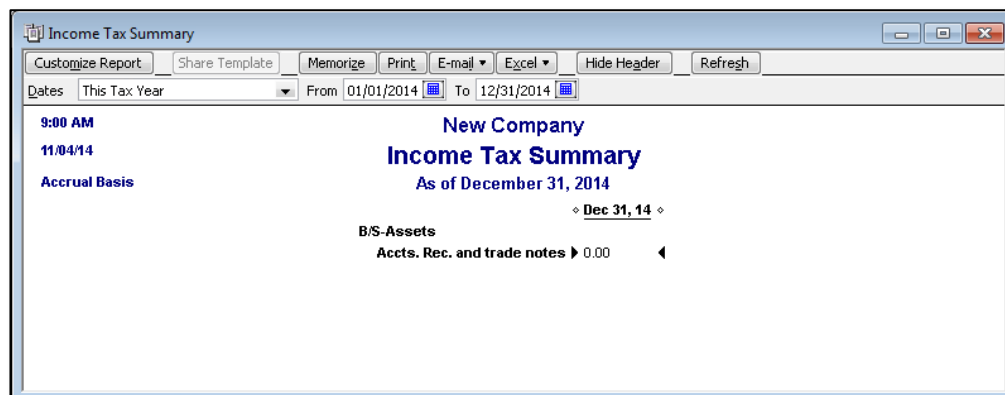 Income Tax Summary
Customize Report Share Template Memorize Print E-mail Excel Hide Header Refresh
Dates This Tax Year From 01/01/2014 To 12/31/2014
9:00 AM New Company
11/04/14 Income Tax Summary
Accrual Basis As of December 31, 2014
Dec 31, 14
B/S-Assets
Accts. Rec. and trade notes 0.00